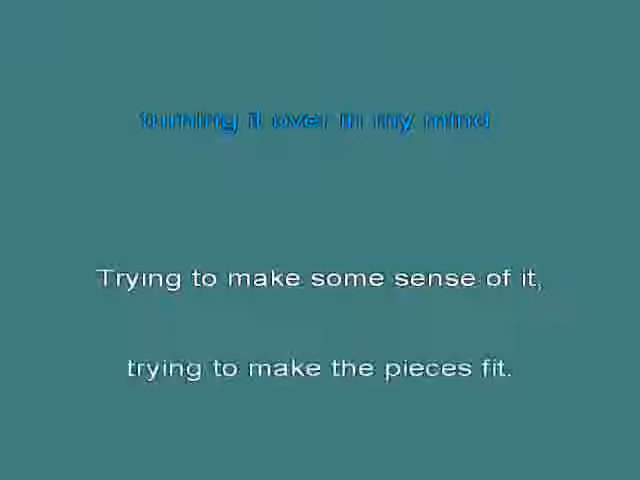 turning it over in my mind
Trying to make some sense of it,
trying to make the pieces fit.